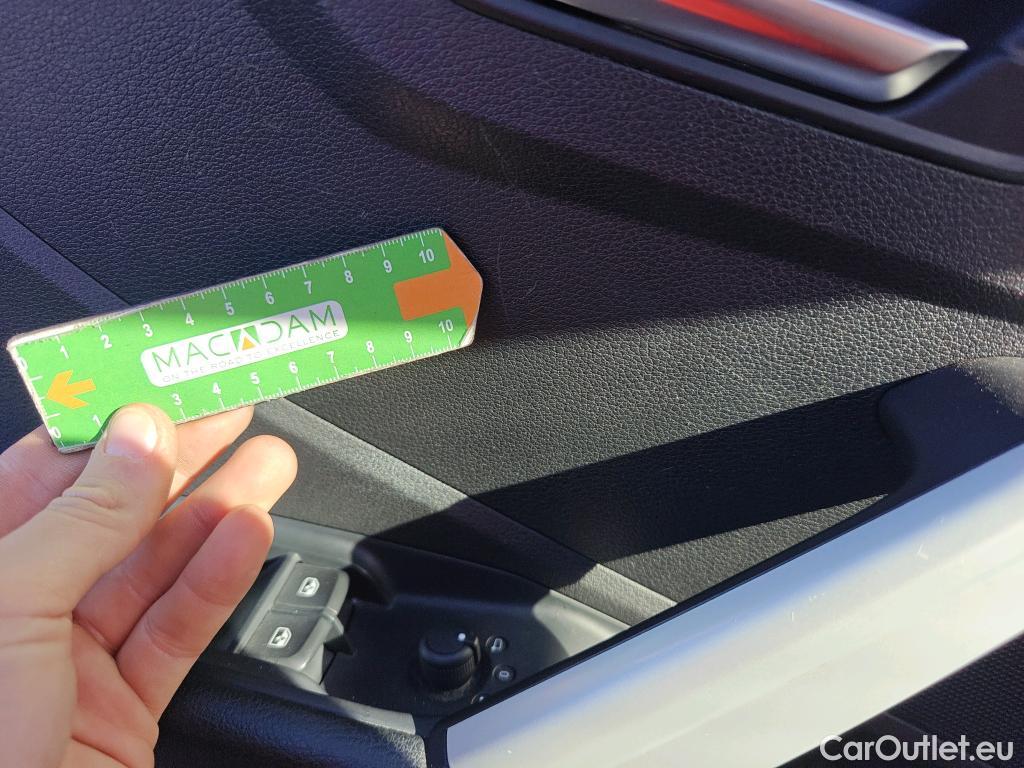 0 1 2 3 4 5 6 7 8 9 10
MACADAM
ON THE ROAD TO EXCELLENCE
0 1 3 4 5 6 7 8 9 10
CarOutlet.eu